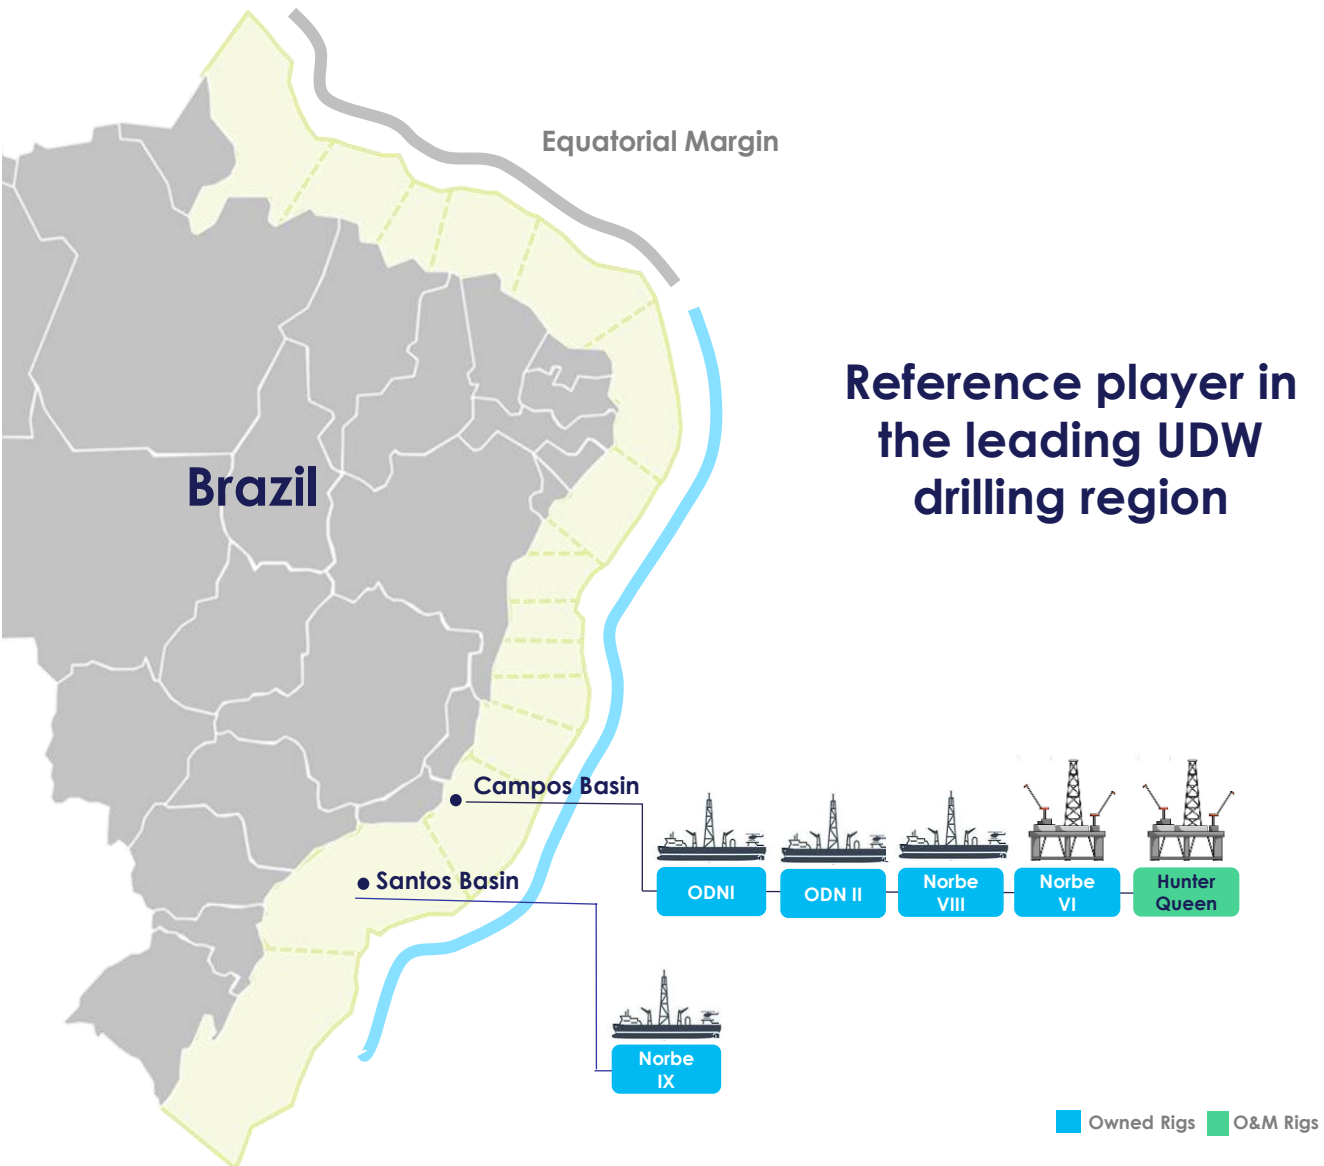 Equatorial Margin
Reference player in
the leading UDW
drilling region
Brazil
Campos Basin
Santos Basin
ODNI
ODN II
Norbe
VIII
Norbe
VI
Hunter
Queen
Norbe
IX
Owned Rigs
O&M Rigs